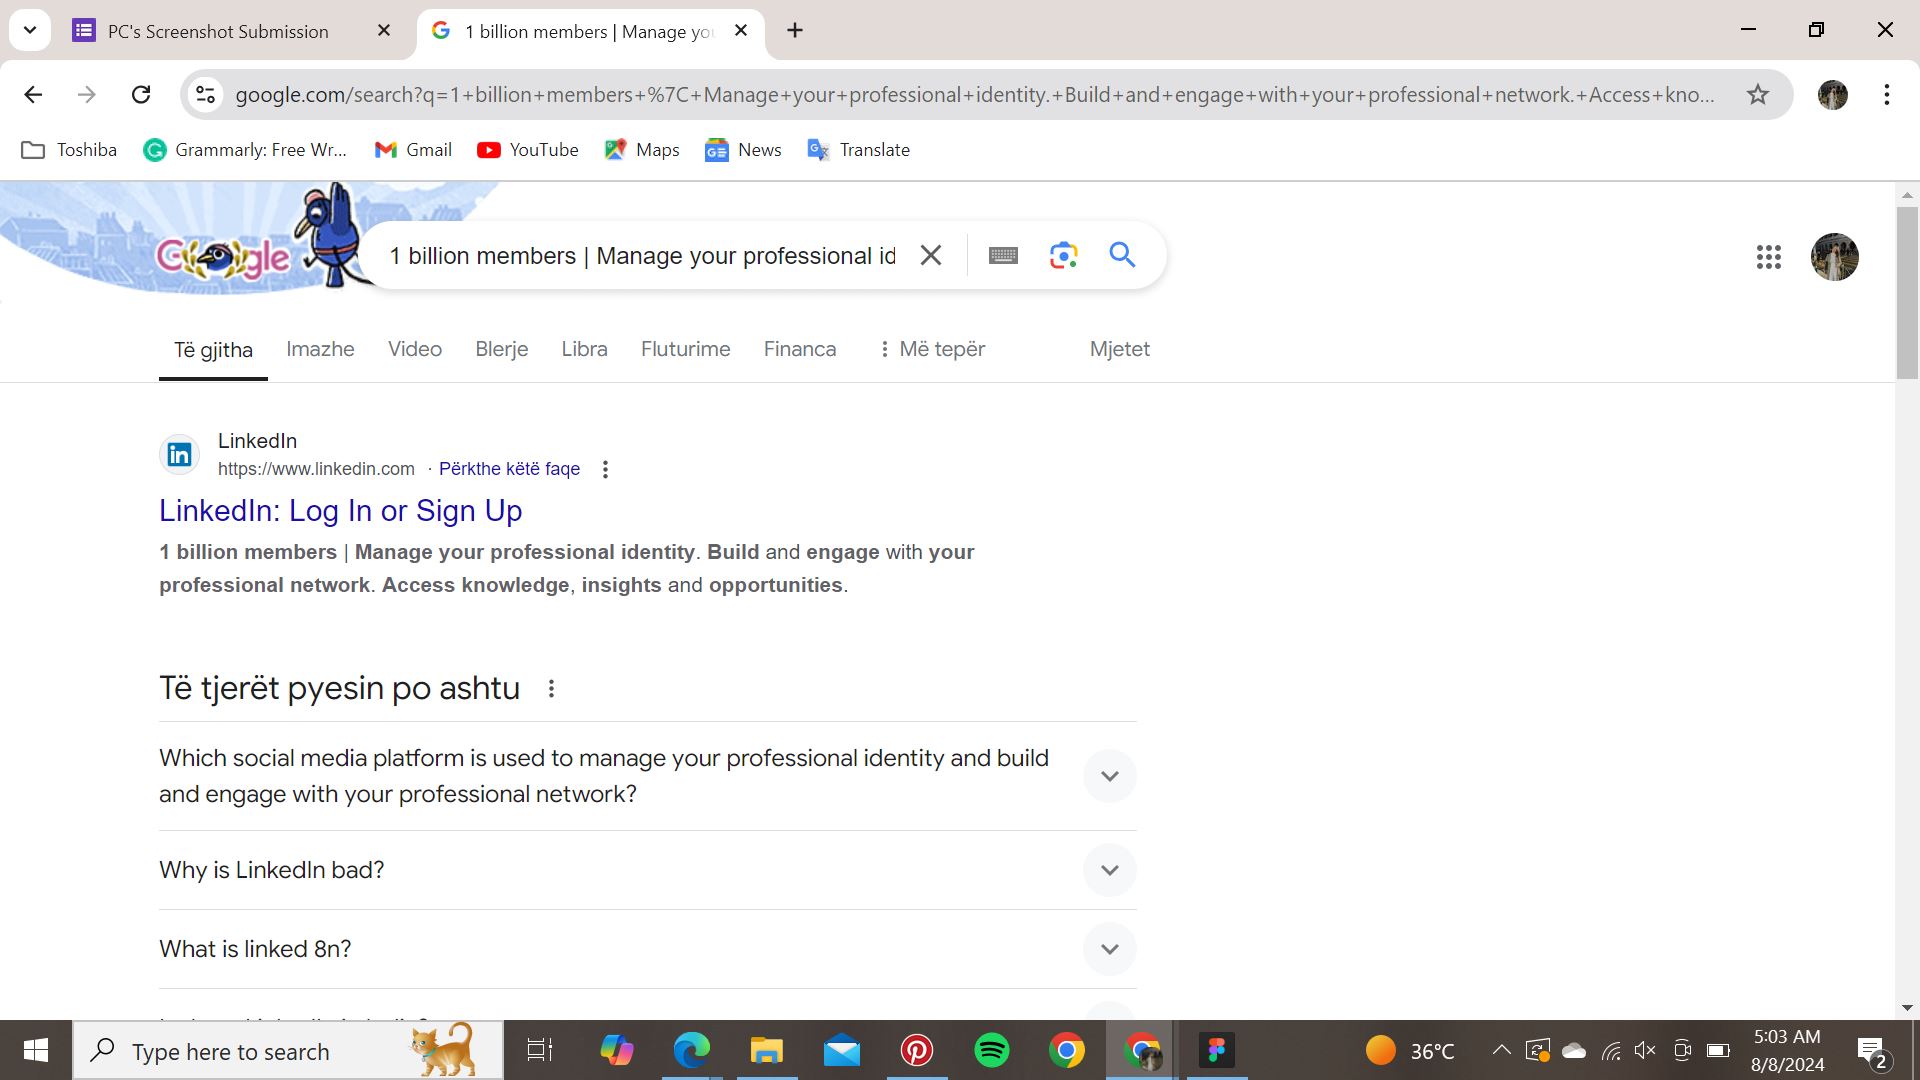 PC's Screenshot Submission
1 billion members | Manage you
google.com/search?q=1+billion+members+%7C+Manage+your+professional+identity.+Build+and+engage+with+your+professional+network.+Access+kno...
Toshiba
Grammarly: Free Wr...
Gmail
YouTube
Maps
News
Translate
Google
1 billion members | Manage your professional id
Të gjitha
Imazhe
Video
Blerje
Libra
Fluturime
Financa
Më tepër
Mjetet
LinkedIn
https://www.linkedin.com · Përkthe këtë faqe
LinkedIn: Log In or Sign Up
1 billion members | Manage your professional identity. Build and engage with your
professional network. Access knowledge, insights and opportunities.
Të tjerët pyesin po ashtu
Which social media platform is used to manage your professional identity and build
and engage with your professional network?
Why is LinkedIn bad?
What is linked 8n?
Type here to search
36°C
5:03 AM
8/8/2024
2